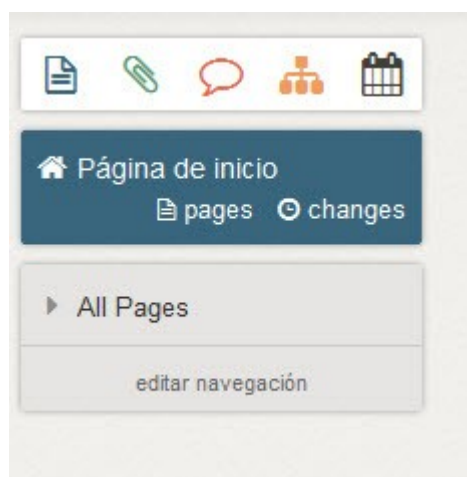 Página de inicio
pages changes
All Pages
editar navegación